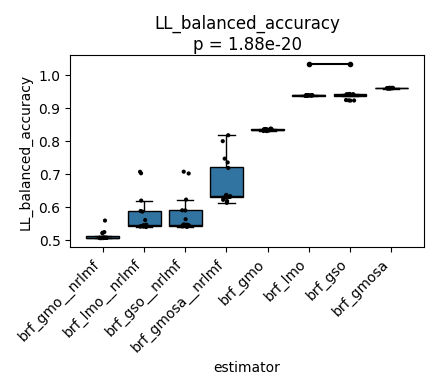 LL_balanced_accuracy
p = 1.88e-20
LL_balanced_accuracy
1.0
0.9
0.8
0.7
0.6
0.5
brf_gmo__nrlmf
brf_lmo__nrlmf
brf_gso__nrlmf
brf_gmosa__nrlmf
brf_gmo
brf_lmo
brf_gso
brf_gmosa
estimator